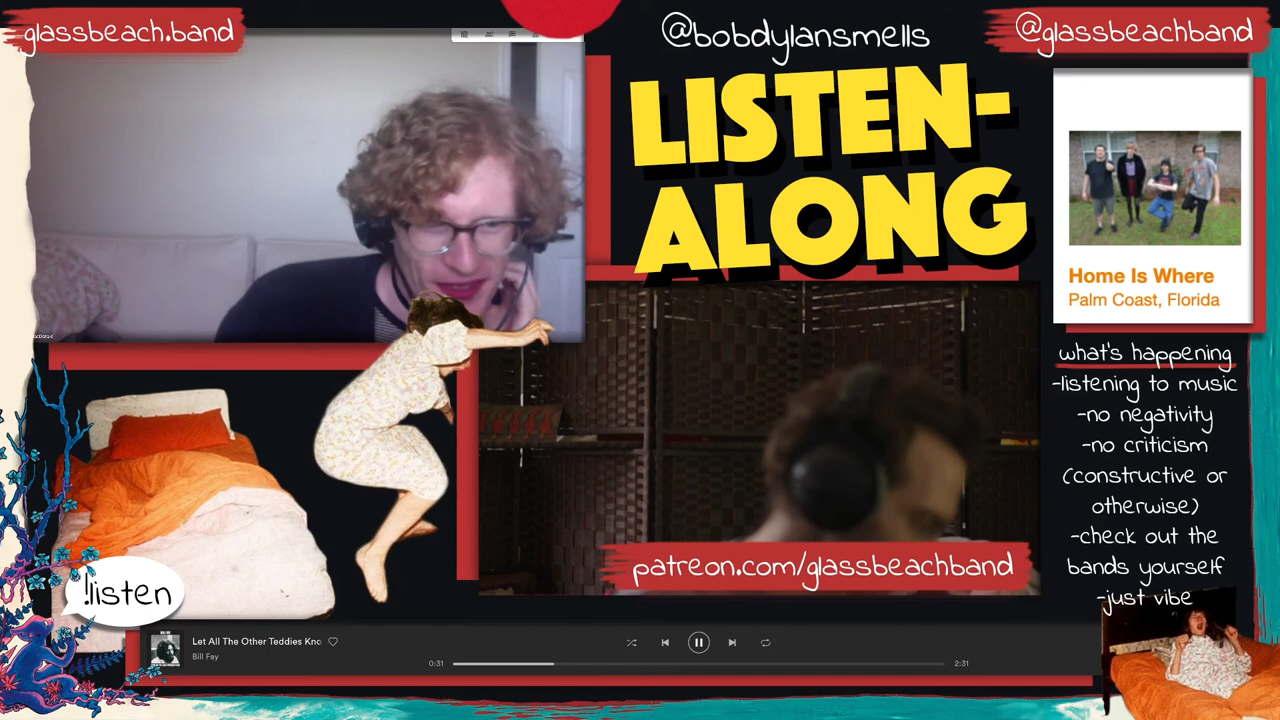 glassbeach.band
@bobdylansmells
@glassbeachband
LISTEN-
ALONG
Home Is Where
Palm Coast, Florida
what's happening
-listening to music
-no negativity
-no criticism
(constructive or
otherwise)
-check out the
bands yourself
-just vibe
patreon.com/glassbeachband
!listen
Let All The Other Teddies Kno
Bill Fay
0:31
2:31